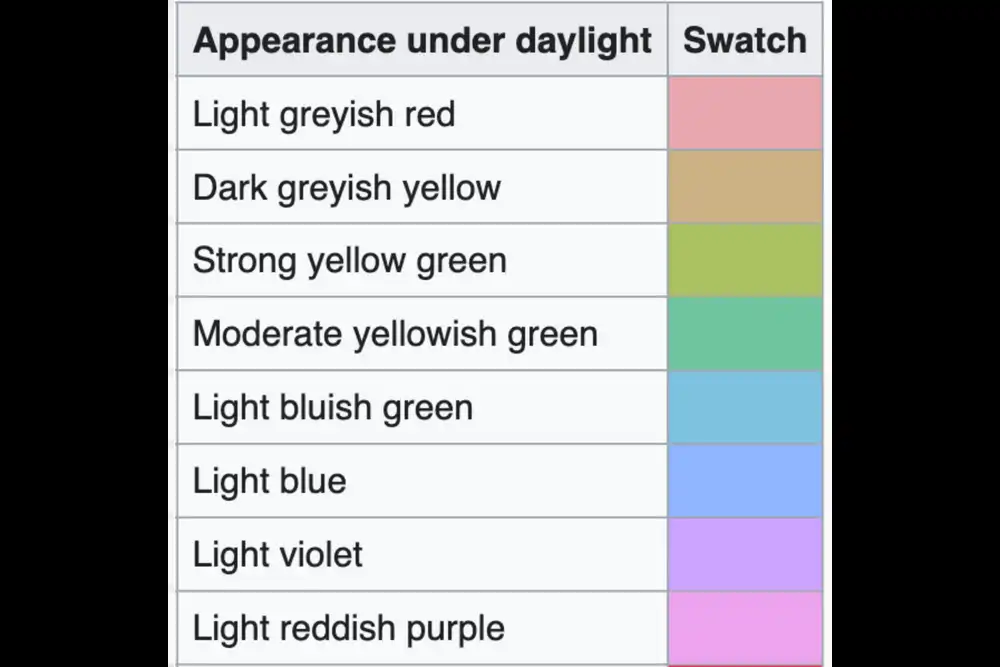 Appearance under daylight Swatch
Light greyish red
Dark greyish yellow
Strong yellow green
Moderate yellowish green
Light bluish green
Light blue
Light violet
Light reddish purple